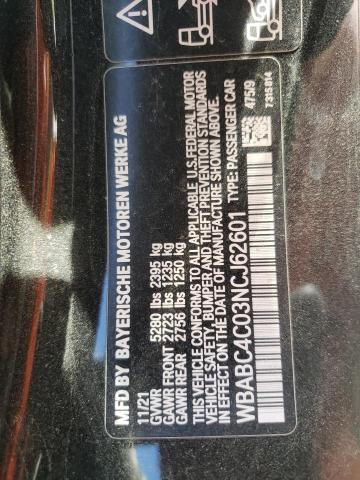 MFD BY BAYERISCHE MOTOREN WERKE AG
11/21
GVWR 5280 lbs 2395 kg
GAWR FRONT 2723 lbs 1235 kg
GAWR REAR 2756 lbs 1250 kg
THIS VEHICLE CONFORMS TO ALL APPLICABLE U.S. FEDERAL MOTOR
VEHICLE SAFETY, BUMPER AND THEFT PREVENTION STANDARDS
IN EFFECT ON THE DATE OF MANUFACTURE SHOWN ABOVE.
WBABC4C03NCJ62601 TYPE: PASSENGER CAR